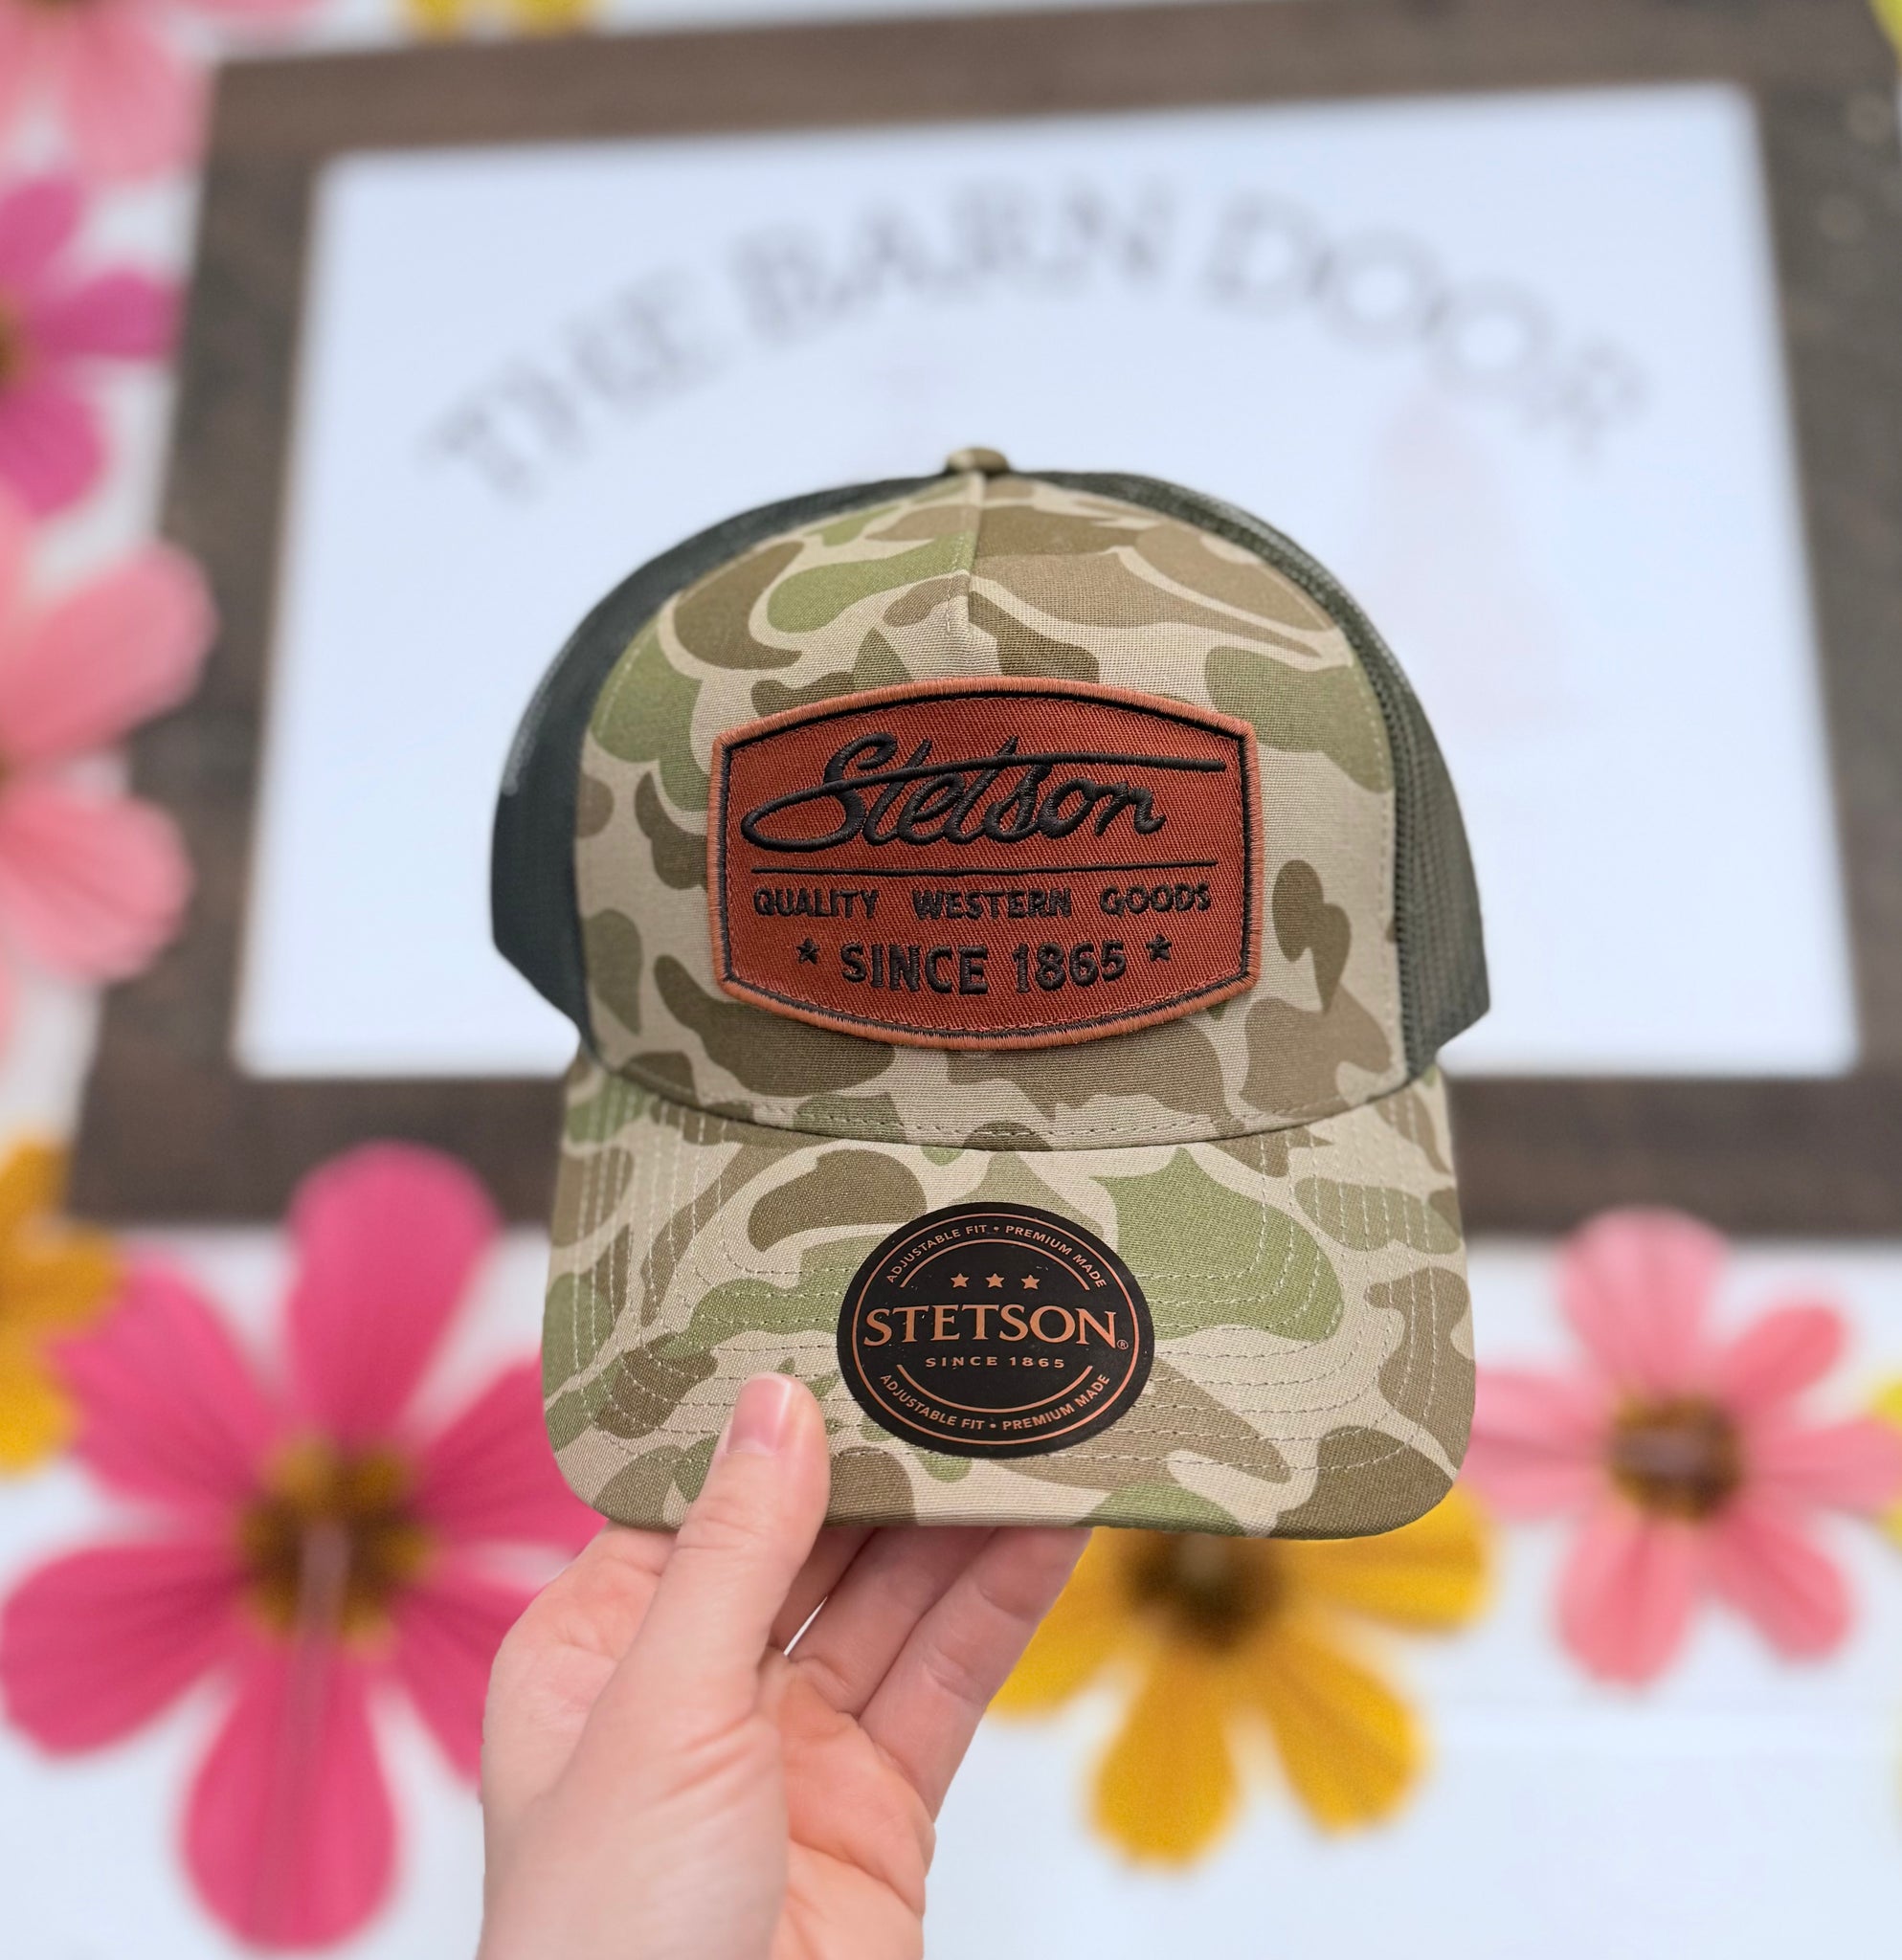 THE BARN DOOR
Stetson
QUALITY WESTERN GOODS
★ SINCE 1865 ★
ADJUSTABLE FIT • PREMIUM MADE
★ ★ ★
STETSON®
SINCE 1865
ADJUSTABLE FIT • PREMIUM MADE